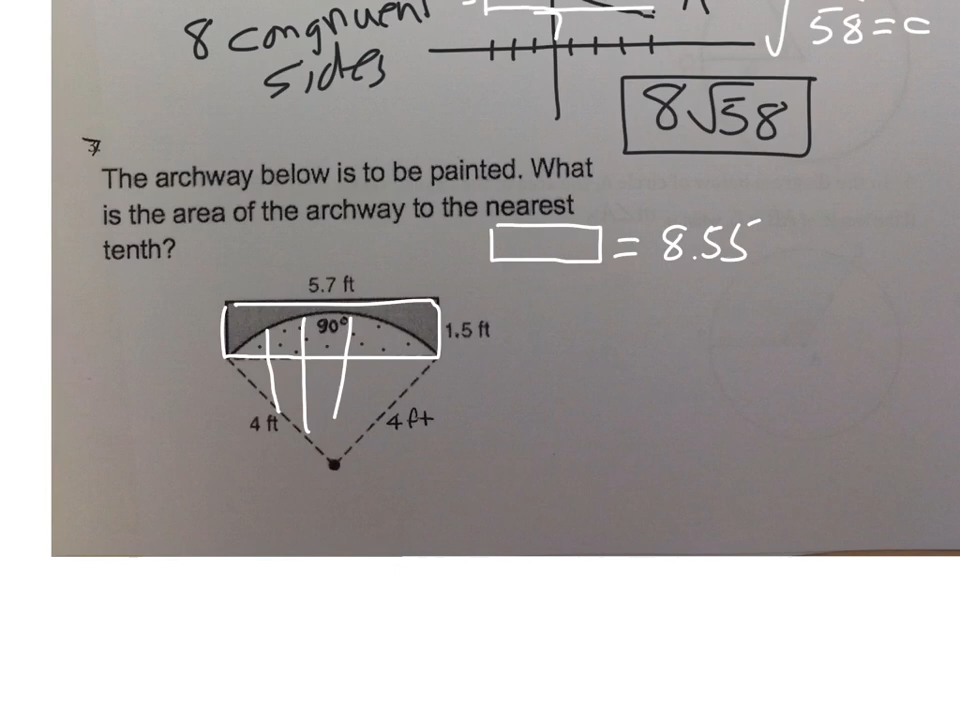 8 congruent
sides
√58 = c
8√58
3.
The archway below is to be painted. What
is the area of the archway to the nearest
tenth?
= 8.55
5.7 ft
90°
1.5 ft
4 ft
4 ft